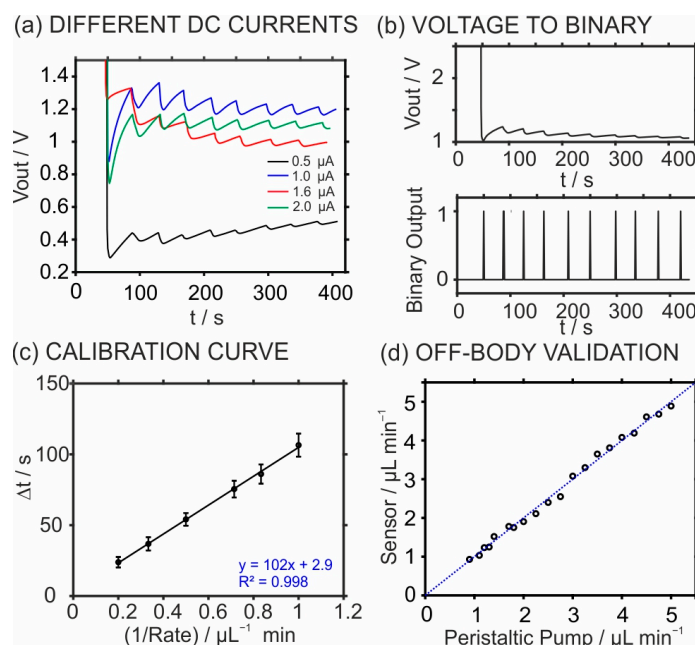 (a) DIFFERENT DC CURRENTS
1.4
1.2
1
0.8
0.6
0.4
0.2
Vout / V
0.5 µA
1.0 µA
1.6 µA
2.0 µA
0 100 200 300 400
t / s
(b) VOLTAGE TO BINARY
2
1
Vout / V
0 100 200 300 400
t / s
1
0
Binary Output
0 100 200 300 400
t / s
(c) CALIBRATION CURVE
150
100
50
0
Δt / s
y = 102x + 2.9
R² = 0.998
0 0.2 0.4 0.6 0.8 1 1.2
(1/Rate) / µL⁻¹ min
(d) OFF-BODY VALIDATION
5
4
3
2
1
0
Sensor / µL min⁻¹
0 1 2 3 4 5
Peristaltic Pump / µL min⁻¹